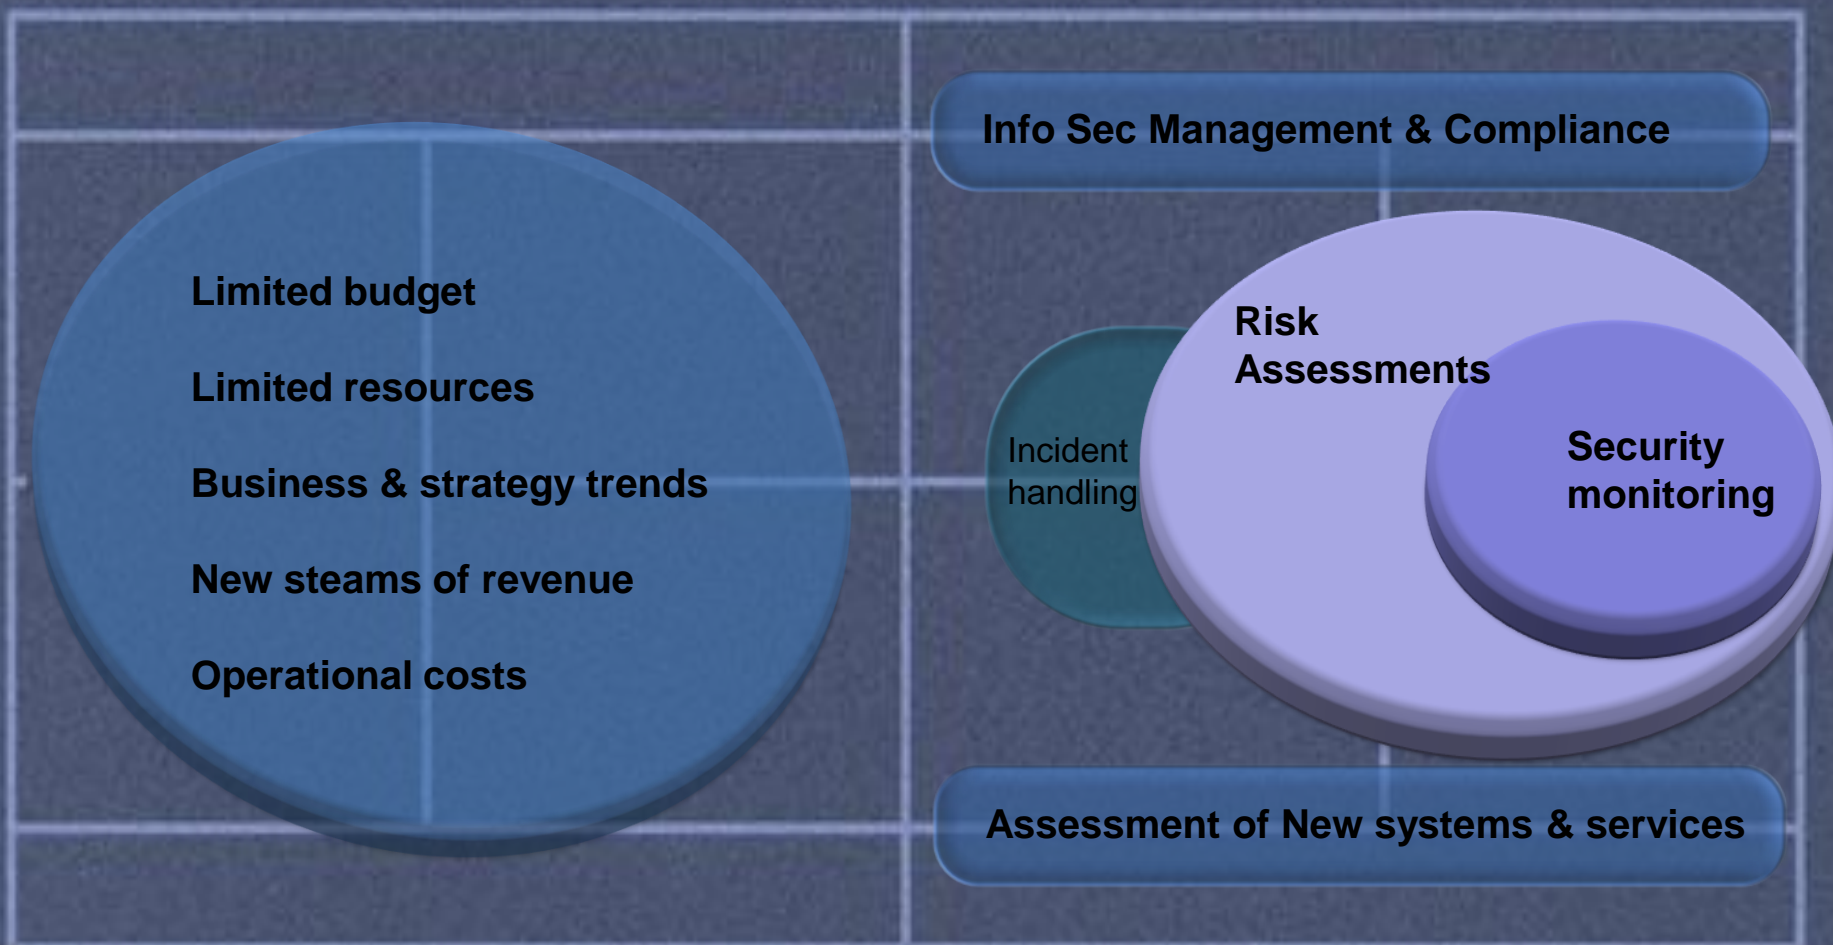 Limited budget
Limited resources
Business & strategy trends
New steams of revenue
Operational costs
Info Sec Management & Compliance
Risk
Assessments
Incident
handling
Security
monitoring
Assessment of New systems & services